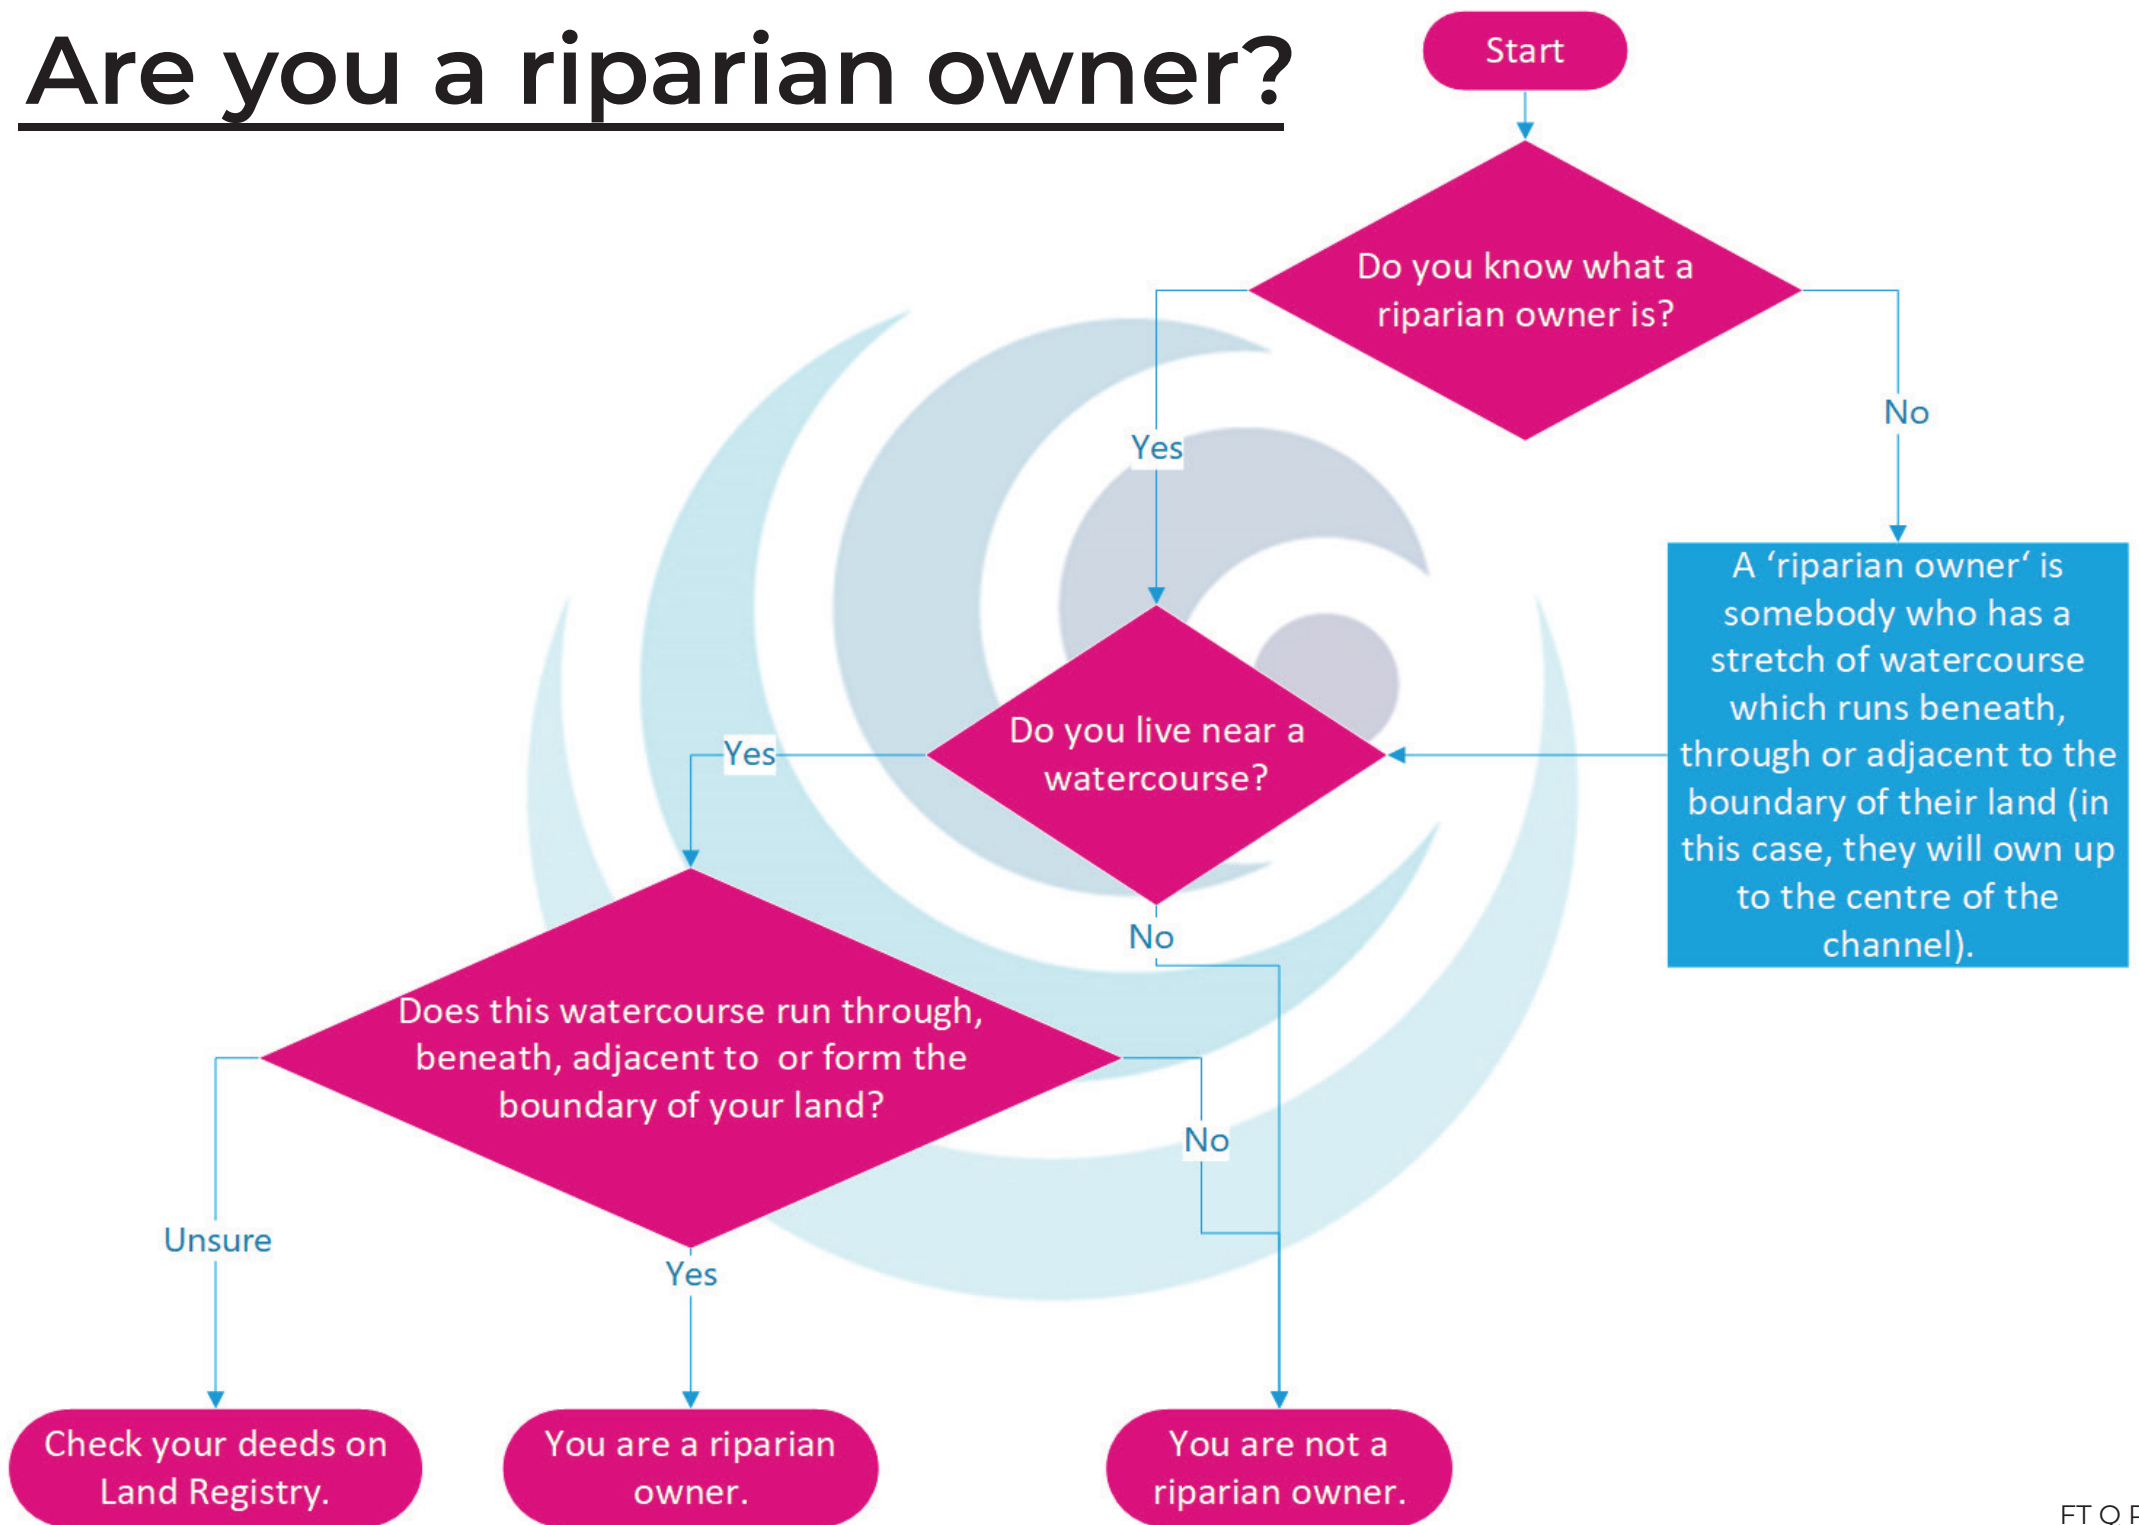 Are you a riparian owner?
Start
Do you know what a
riparian owner is?
Yes
No
A ‘riparian owner‘ is
somebody who has a
stretch of watercourse
which runs beneath,
through or adjacent to the
boundary of their land (in
this case, they will own up
to the centre of the
channel).
Do you live near a
watercourse?
Yes
No
Does this watercourse run through,
beneath, adjacent to  or form the
boundary of your land?
No
Unsure
Yes
Check your deeds on
Land Registry.
You are a riparian
owner.
You are not a
riparian owner.